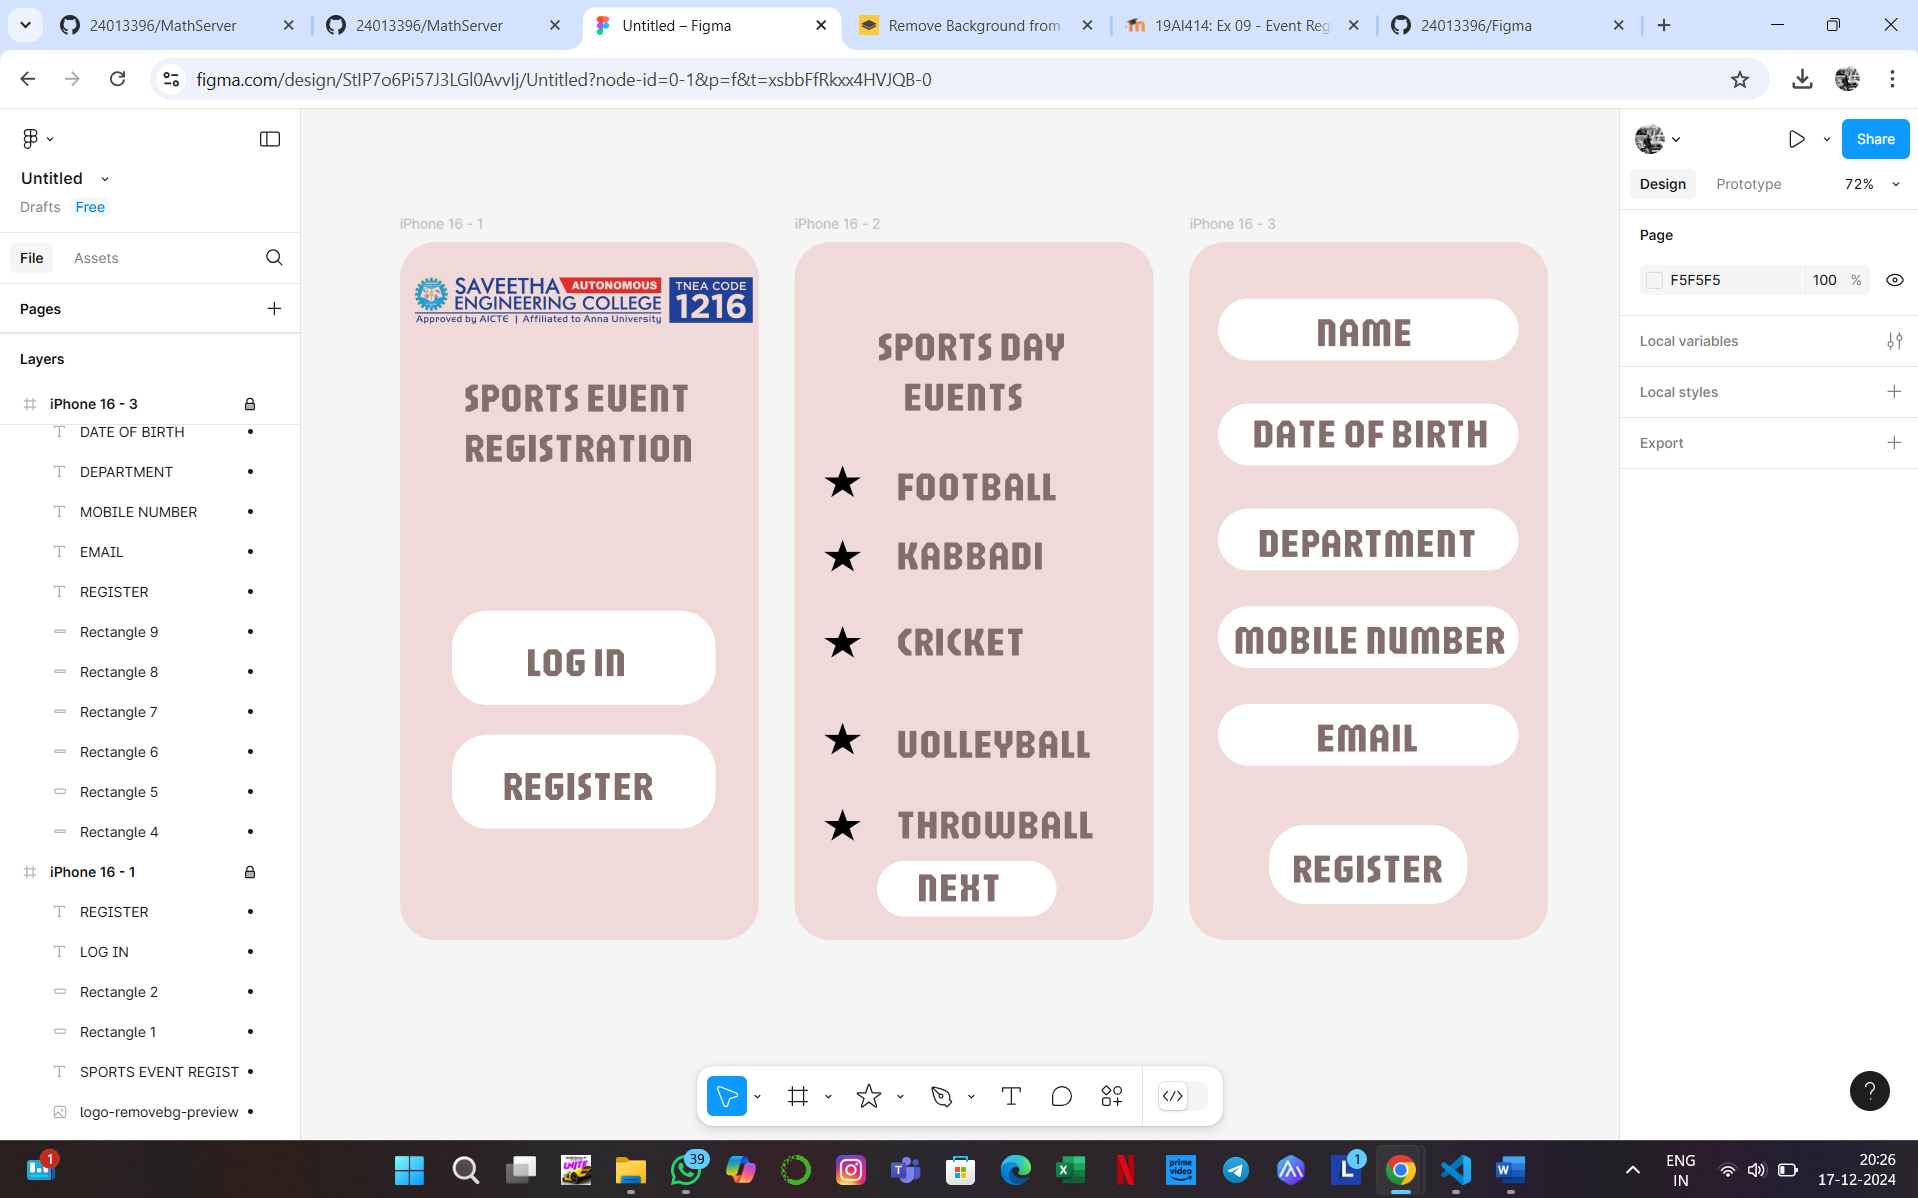 24013396/MathServer
24013396/MathServer
Untitled – Figma
Remove Background from
19AI414: Ex 09 - Event Reg
24013396/Figma
figma.com/design/StIP7o6Pi57J3LGl0AvvIj/Untitled?node-id=0-1&p=f&t=xsbbFfRkxx4HVJQB-0
Untitled
Drafts Free
File Assets
Pages
Layers
iPhone 16 - 3
DATE OF BIRTH
DEPARTMENT
MOBILE NUMBER
EMAIL
REGISTER
Rectangle 9
Rectangle 8
Rectangle 7
Rectangle 6
Rectangle 5
Rectangle 4
iPhone 16 - 1
REGISTER
LOG IN
Rectangle 2
Rectangle 1
SPORTS EVENT REGIST
logo-removebg-preview
iPhone 16 - 1
SAVEETHA AUTONOMOUS
ENGINEERING COLLEGE
Approved by AICTE | Affiliated to Anna University
TNEA CODE
1216
SPORTS EVENT
REGISTRATION
LOG IN
REGISTER
iPhone 16 - 2
SPORTS DAY
EVENTS
FOOTBALL
KABBADI
CRICKET
VOLLEYBALL
THROWBALL
NEXT
iPhone 16 - 3
NAME
DATE OF BIRTH
DEPARTMENT
MOBILE NUMBER
EMAIL
REGISTER
Share
Design Prototype 72%
Page
F5F5F5 100 %
Local variables
Local styles
Export
?
1
39
UNITE
prime video
L
1
W
ENG
IN
20:26
17-12-2024